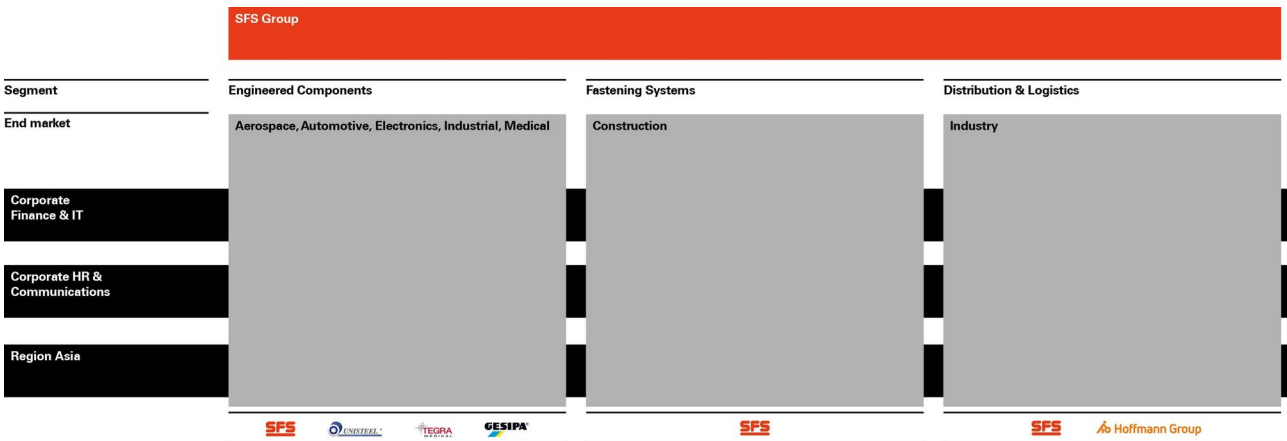 SFS Group
Segment
Engineered Components
Fastening Systems
Distribution & Logistics
End market
Aerospace, Automotive, Electronics, Industrial, Medical
Construction
Industry
Corporate
Finance & IT
Corporate HR &
Communications
Region Asia
SFS
UNISTEEL
TEGRA
MEDICAL
GESIPA®
SFS
SFS
Hoffmann Group